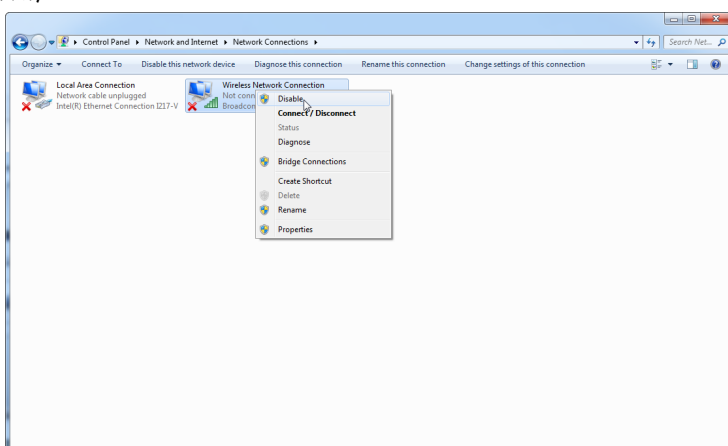 Control Panel ▸ Network and Internet ▸ Network Connections ▸
Search Net...
Organize ▾ Connect To Disable this network device Diagnose this connection Rename this connection Change settings of this connection
Local Area Connection
Network cable unplugged
Intel(R) Ethernet Connection I217-V
Wireless Network Connection
Not conn
Broadcon
Disable
Connect / Disconnect
Status
Diagnose
Bridge Connections
Create Shortcut
Delete
Rename
Properties